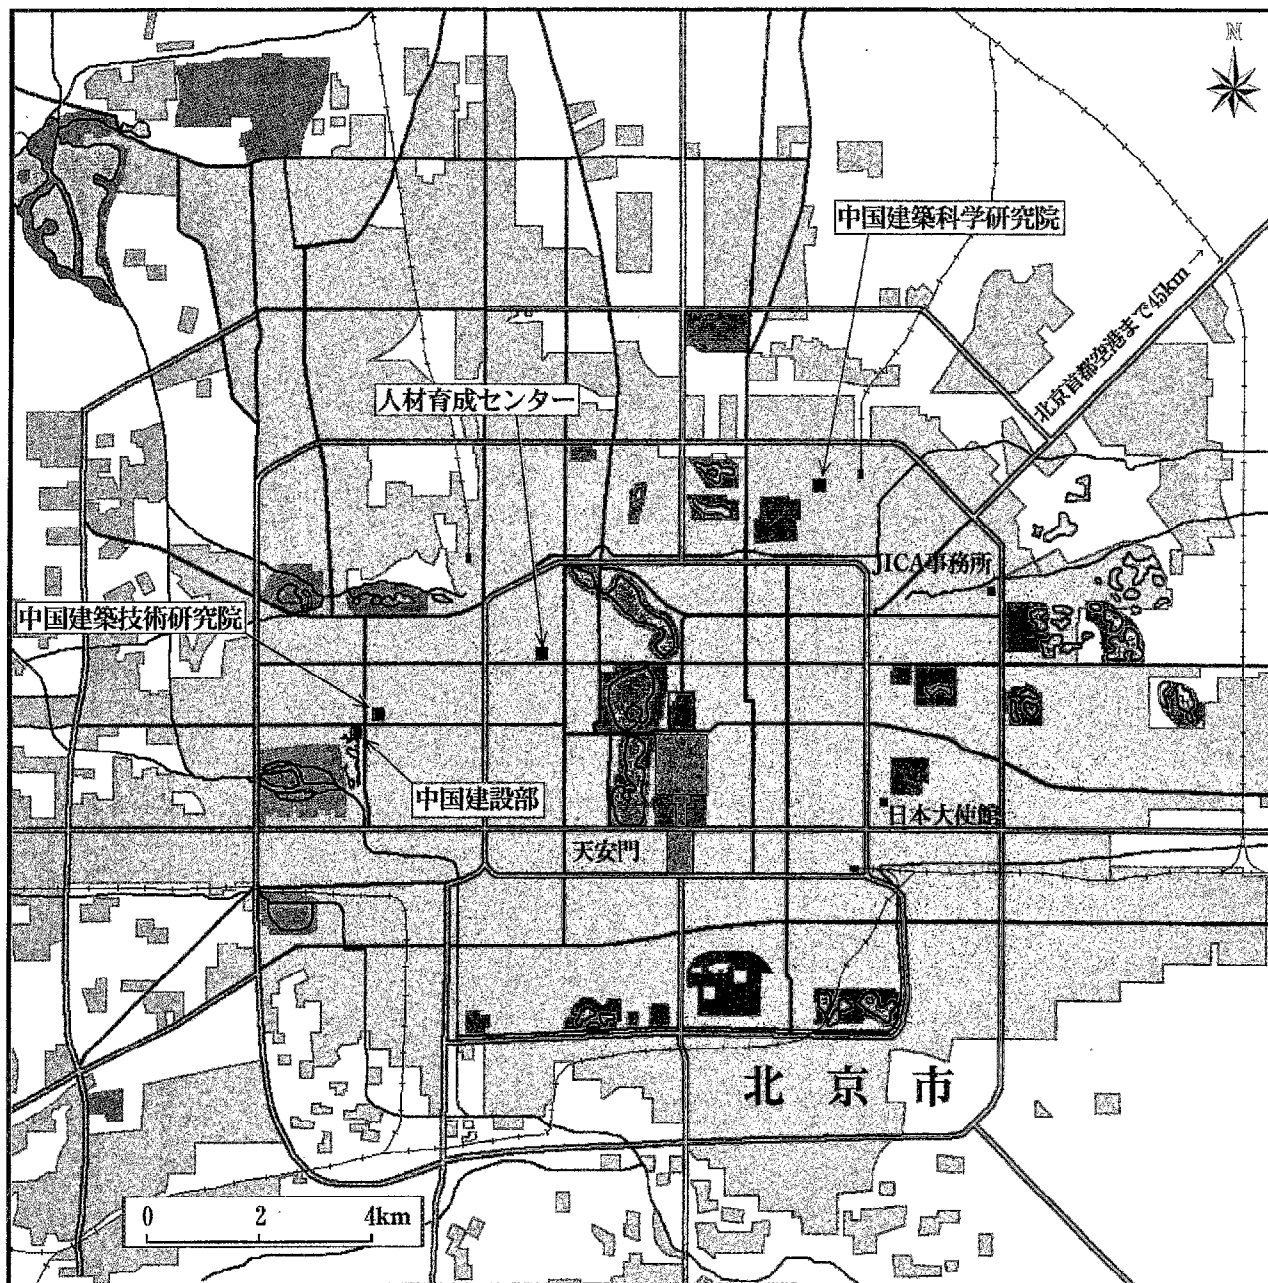 N
中国建築科学研究院
北京首都空港まで45km →
人材育成センター
JICA事務所
中国建築技術研究院
中国建設部
日本大使館
天安門
北京市
0 2 4km